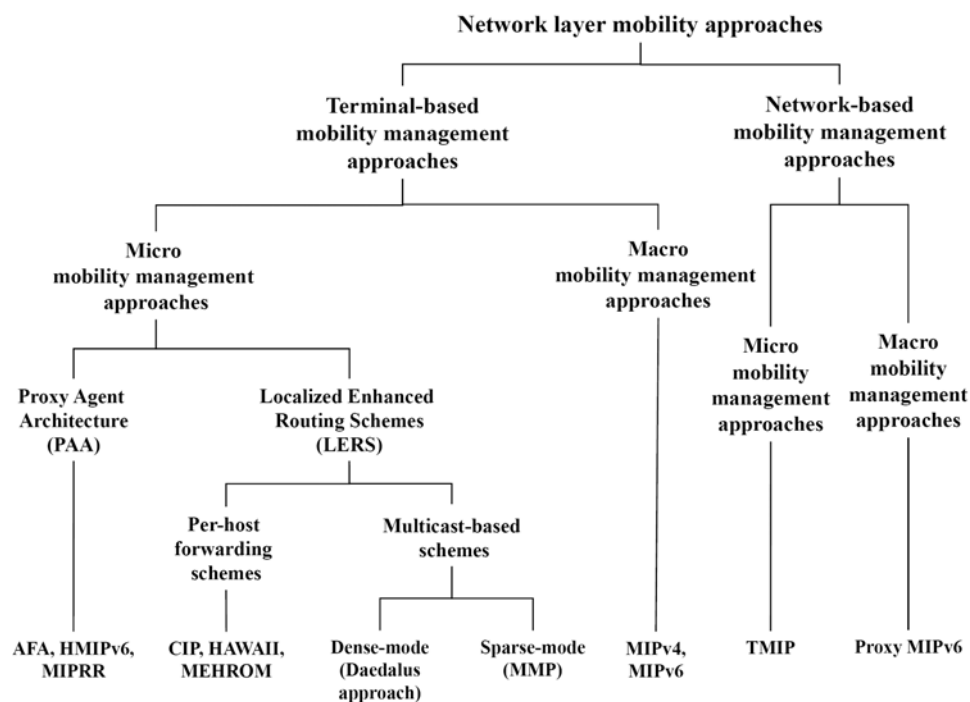 Network layer mobility approaches
Terminal-based
mobility management
approaches
Network-based
mobility management
approaches
Micro
mobility management
approaches
Macro
mobility management
approaches
Micro
mobility
management
approaches
Macro
mobility
management
approaches
Proxy Agent
Architecture
(PAA)
Localized Enhanced
Routing Schemes
(LERS)
Per-host
forwarding
schemes
Multicast-based
schemes
AFA, HMIPv6,
MIPRR
CIP, HAWAII,
MEHROM
Dense-mode
(Daedalus
approach)
Sparse-mode
(MMP)
MIPv4,
MIPv6
TMIP
Proxy MIPv6